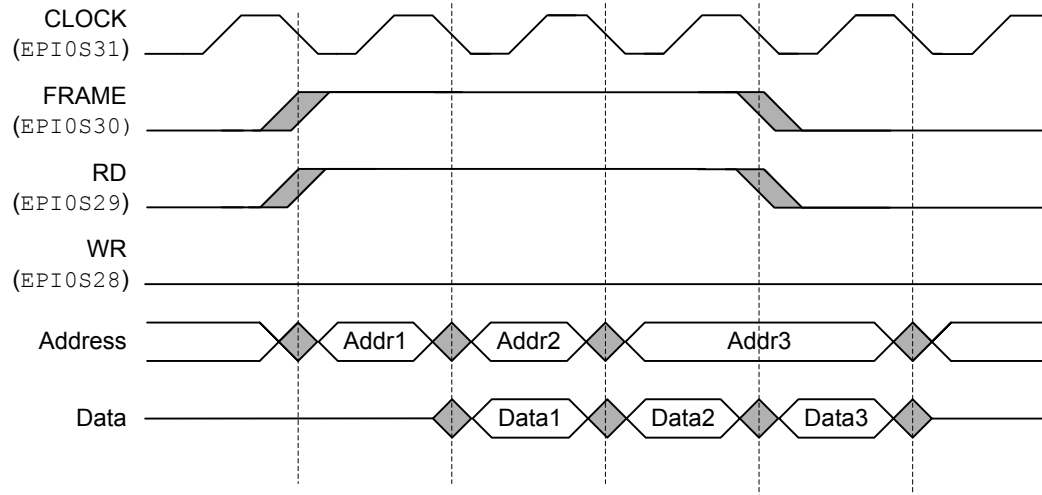 CLOCK
(EPI0S31)
FRAME
(EPI0S30)
RD
(EPI0S29)
WR
(EPI0S28)
Address Addr1 Addr2 Addr3
Data Data1 Data2 Data3